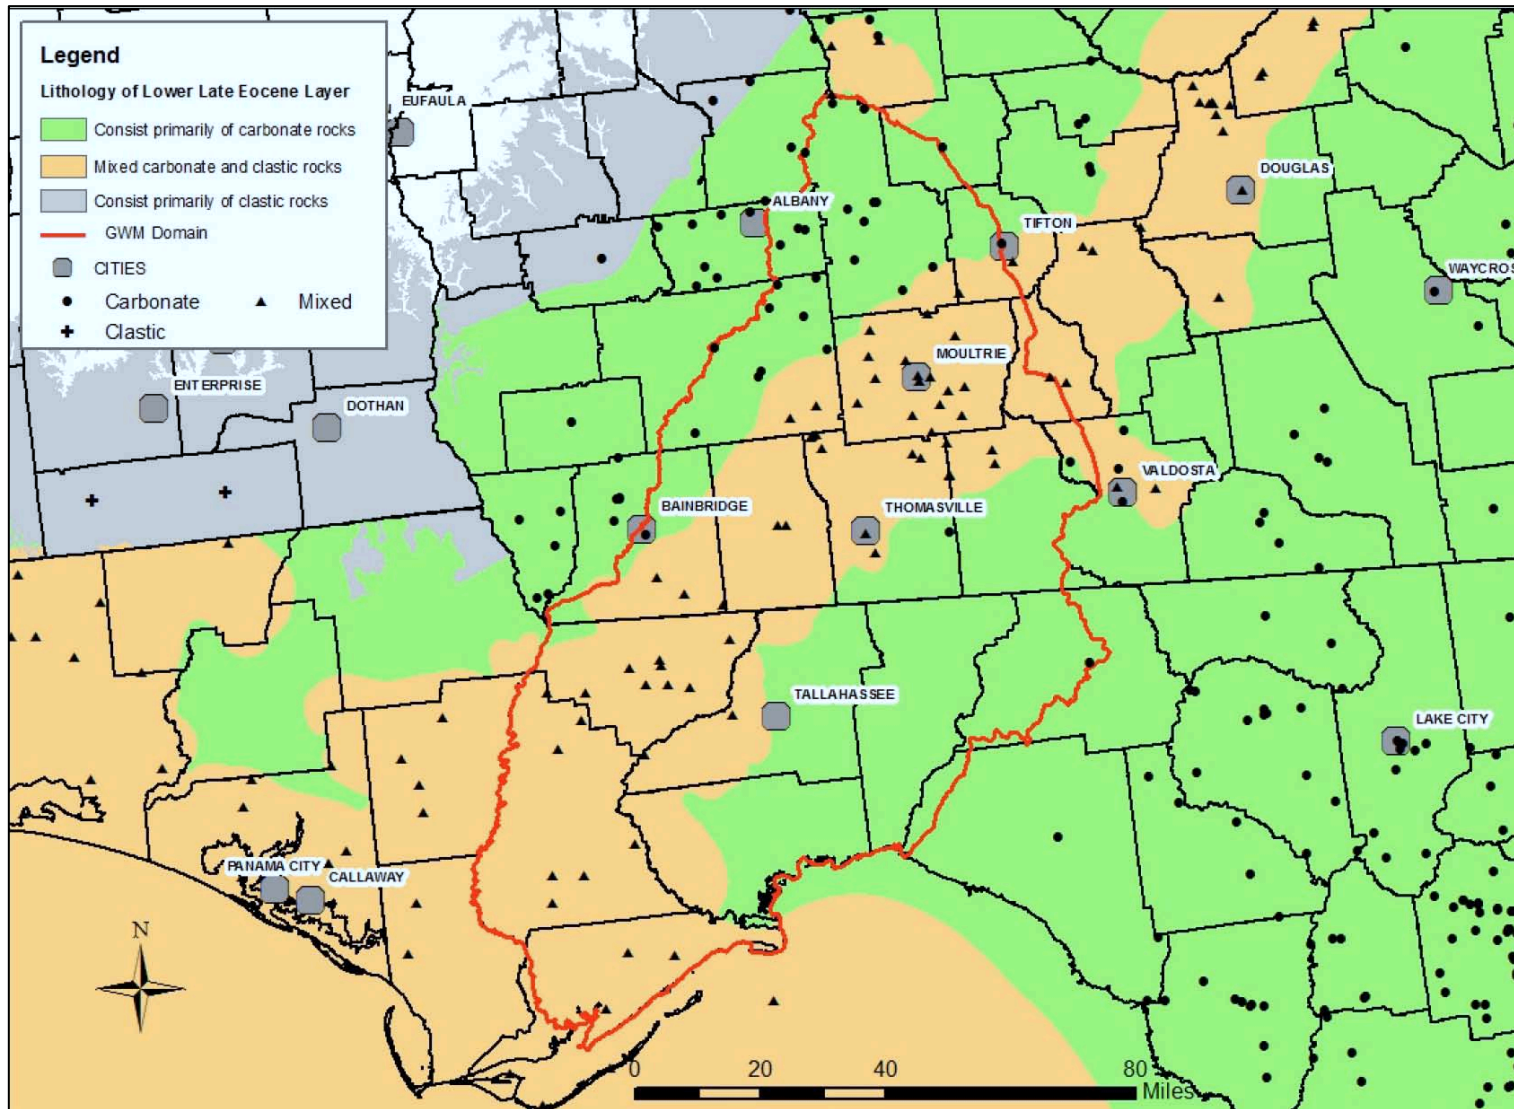 Legend
Lithology of Lower Late Eocene Layer
Consist primarily of carbonate rocks
Mixed carbonate and clastic rocks
Consist primarily of clastic rocks
GWM Domain
CITIES
Carbonate Mixed
Clastic
EUFAULA
DOUGLAS
ALBANY
TIFTON
WAYCROS
MOULTRIE
ENTERPRISE
DOTHAN
VALDOSTA
BAINBRIDGE
THOMASVILLE
TALLAHASSEE
LAKE CITY
PANAMA CITY
CALLAWAY
N
0 20 40 80
Miles